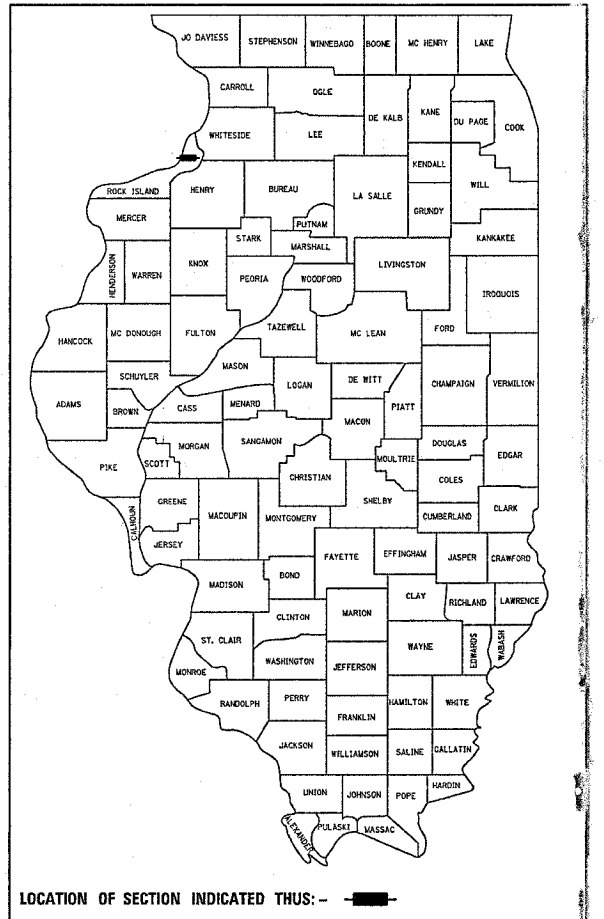 JO DAVIESS STEPHENSON WINNEBAGO BOONE MC HENRY LAKE
CARROLL OGLE
DE KALB KANE DU PAGE COOK
WHITESIDE LEE
KENDALL WILL
ROCK ISLAND HENRY BUREAU LA SALLE
MERCER GRUNDY
PUTNAM
STARK MARSHALL KANKAKEE
HENDERSON WARREN KNOX LIVINGSTON
PEORIA WOODFORD IROQUOIS
HANCOCK MC DONOUGH FULTON TAZEWELL MC LEAN FORD
MASON
SCHUYLER DE WITT
ADAMS LOGAN CHAMPAIGN VERMILION
BROWN CASS MENARD PIATT
MACON
MORGAN SANGAMON DOUGLAS
PIKE SCOTT MOULTRIE EDGAR
CHRISTIAN COLES
GREENE SHELBY
CALHOUN MACOUPIN MONTGOMERY CUMBERLAND CLARK
JERSEY
FAYETTE EFFINGHAM JASPER CRAWFORD
MADISON BOND
CLAY RICHLAND LAWRENCE
CLINTON MARION
ST. CLAIR WAYNE EDWARDS WABASH
WASHINGTON JEFFERSON
MONROE
RANDOLPH PERRY HAMILTON WHITE
FRANKLIN
JACKSON WILLIAMSON SALINE GALLATIN
UNION JOHNSON POPE HARDIN
ALEXANDER PULASKI MASSAC
LOCATION OF SECTION INDICATED THUS:-